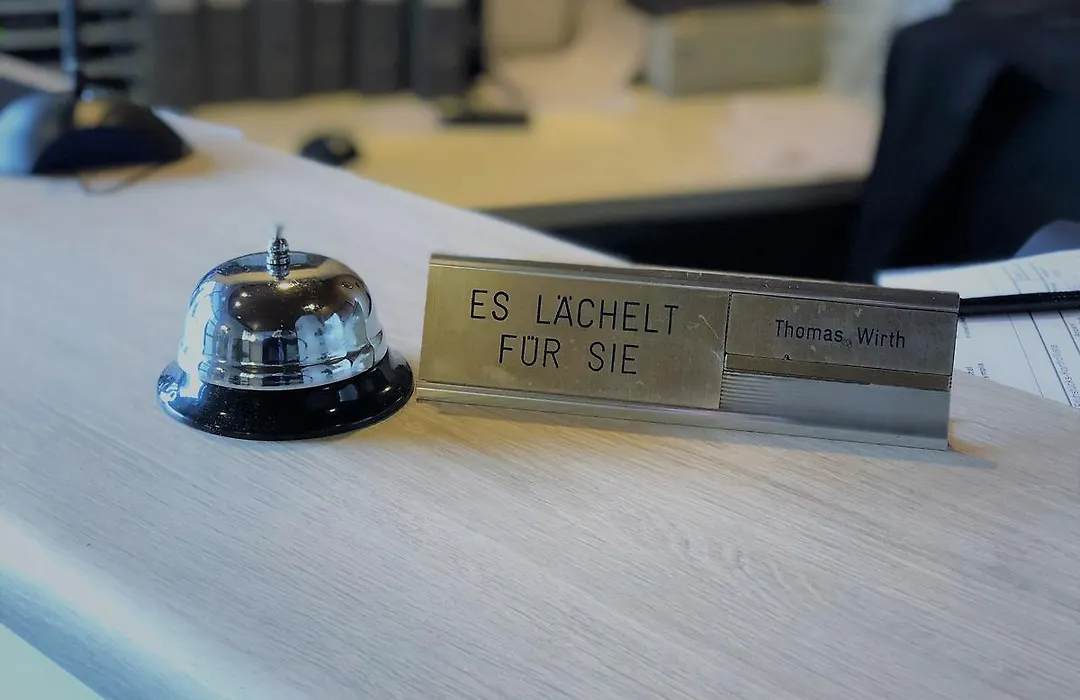 ES LÄCHELT
FÜR SIE
Thomas Wirth